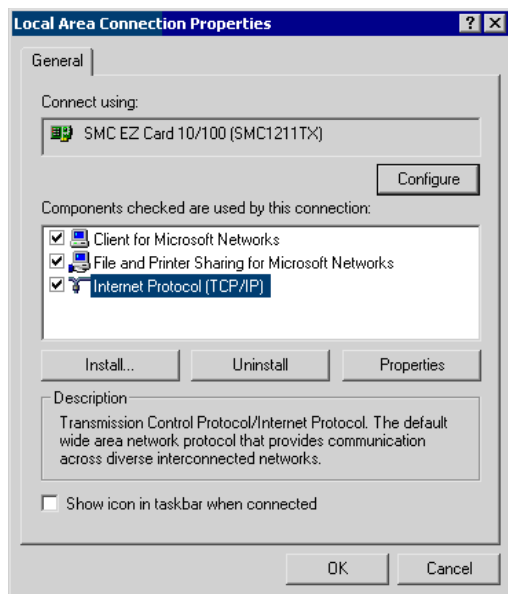 Local Area Connection Properties
General
Connect using:
SMC EZ Card 10/100 (SMC1211TX)
Configure
Components checked are used by this connection:
Client for Microsoft Networks
File and Printer Sharing for Microsoft Networks
Internet Protocol (TCP/IP)
Install... Uninstall Properties
Description
Transmission Control Protocol/Internet Protocol. The default
wide area network protocol that provides communication
across diverse interconnected networks.
Show icon in taskbar when connected
OK Cancel